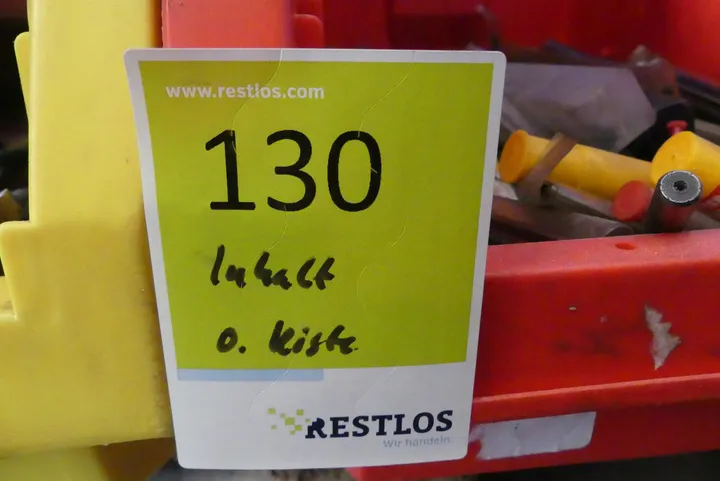 www.restlos.com
130
Inhalt
o. Kiste
RESTLOS
Wir handeln.